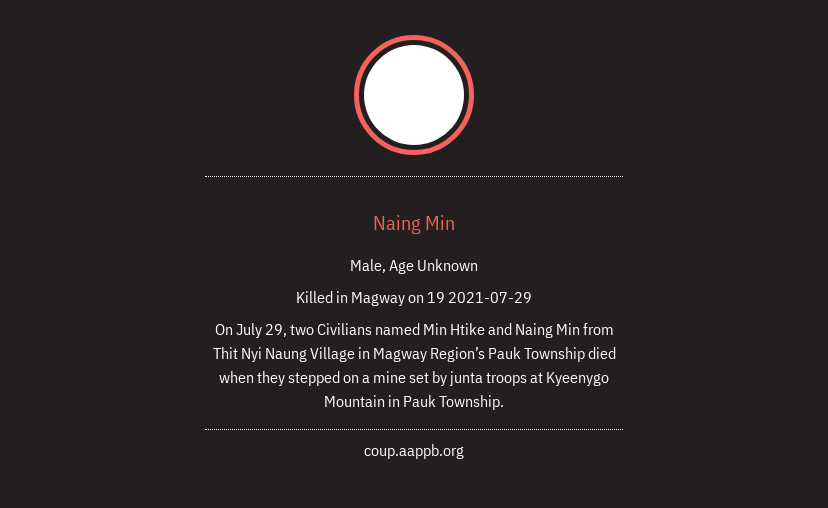 Naing Min
Male, Age Unknown
Killed in Magway on 19 2021-07-29
On July 29, two Civilians named Min Htike and Naing Min from
Thit Nyi Naung Village in Magway Region’s Pauk Township died
when they stepped on a mine set by junta troops at Kyeenygo
Mountain in Pauk Township.
coup.aappb.org